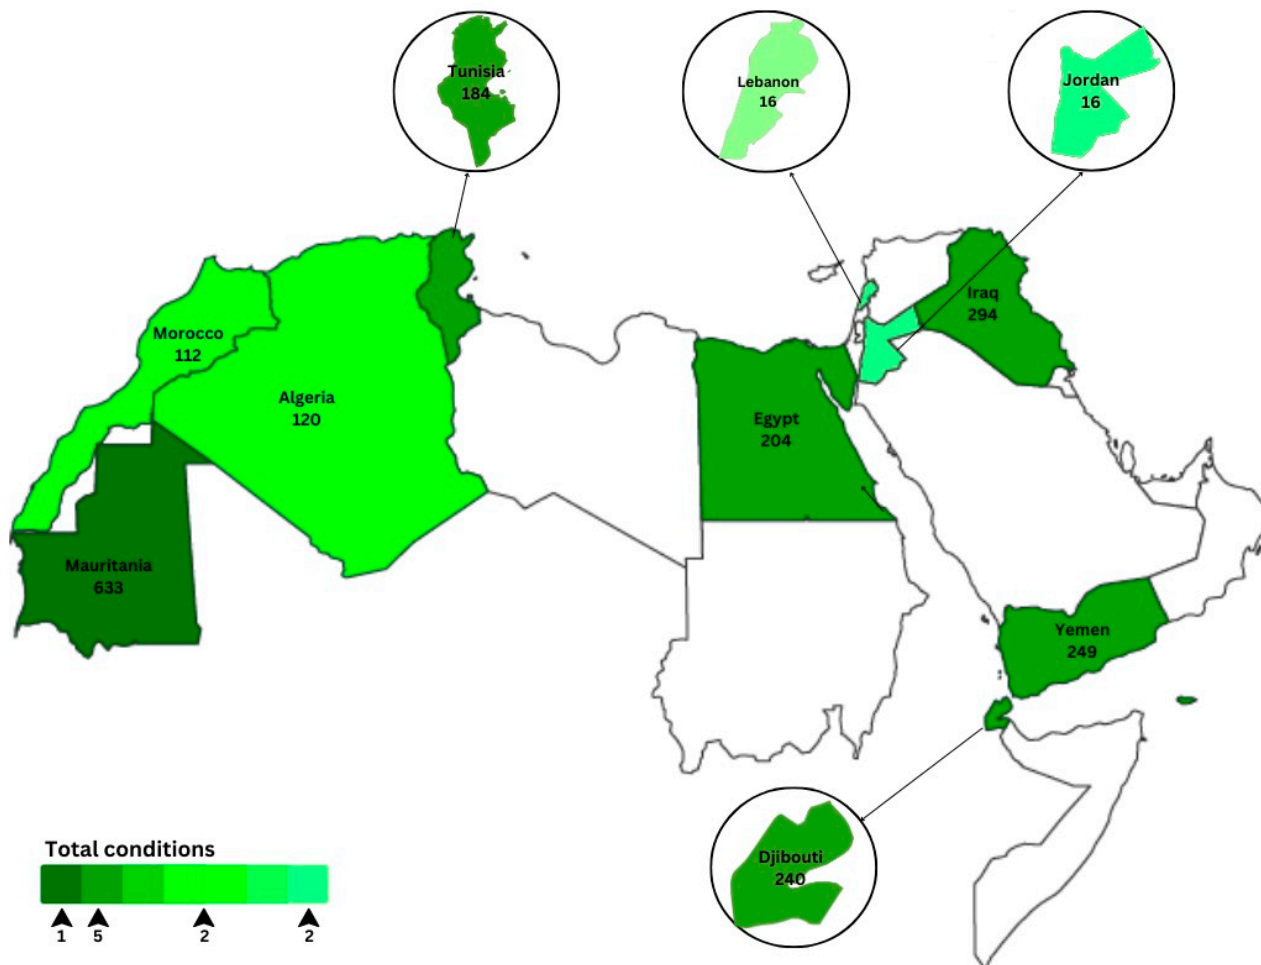 Tunisia
184
Lebanon
16
Jordan
16
Iraq
294
Morocco
112
Algeria
120
Egypt
204
Mauritania
633
Yemen
249
Djibouti
240
Total conditions
1 5 2 2